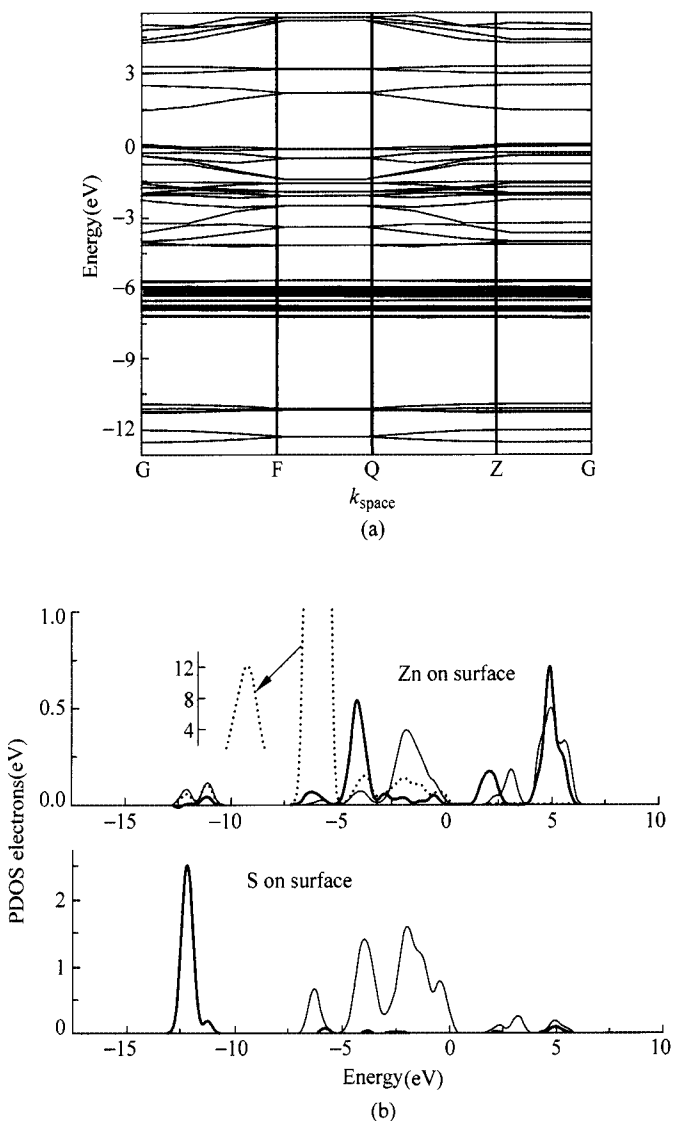 3
0
−3
−6
−9
−12
Energy(eV)
G F Q Z G
k space
(a)
1.0
0.5
0.0
12
8
4
Zn on surface
−15 −10 −5 0 5 10
PDOS electrons(eV)
2
1
0
S on surface
−15 −10 −5 0 5 10
Energy(eV)
(b)